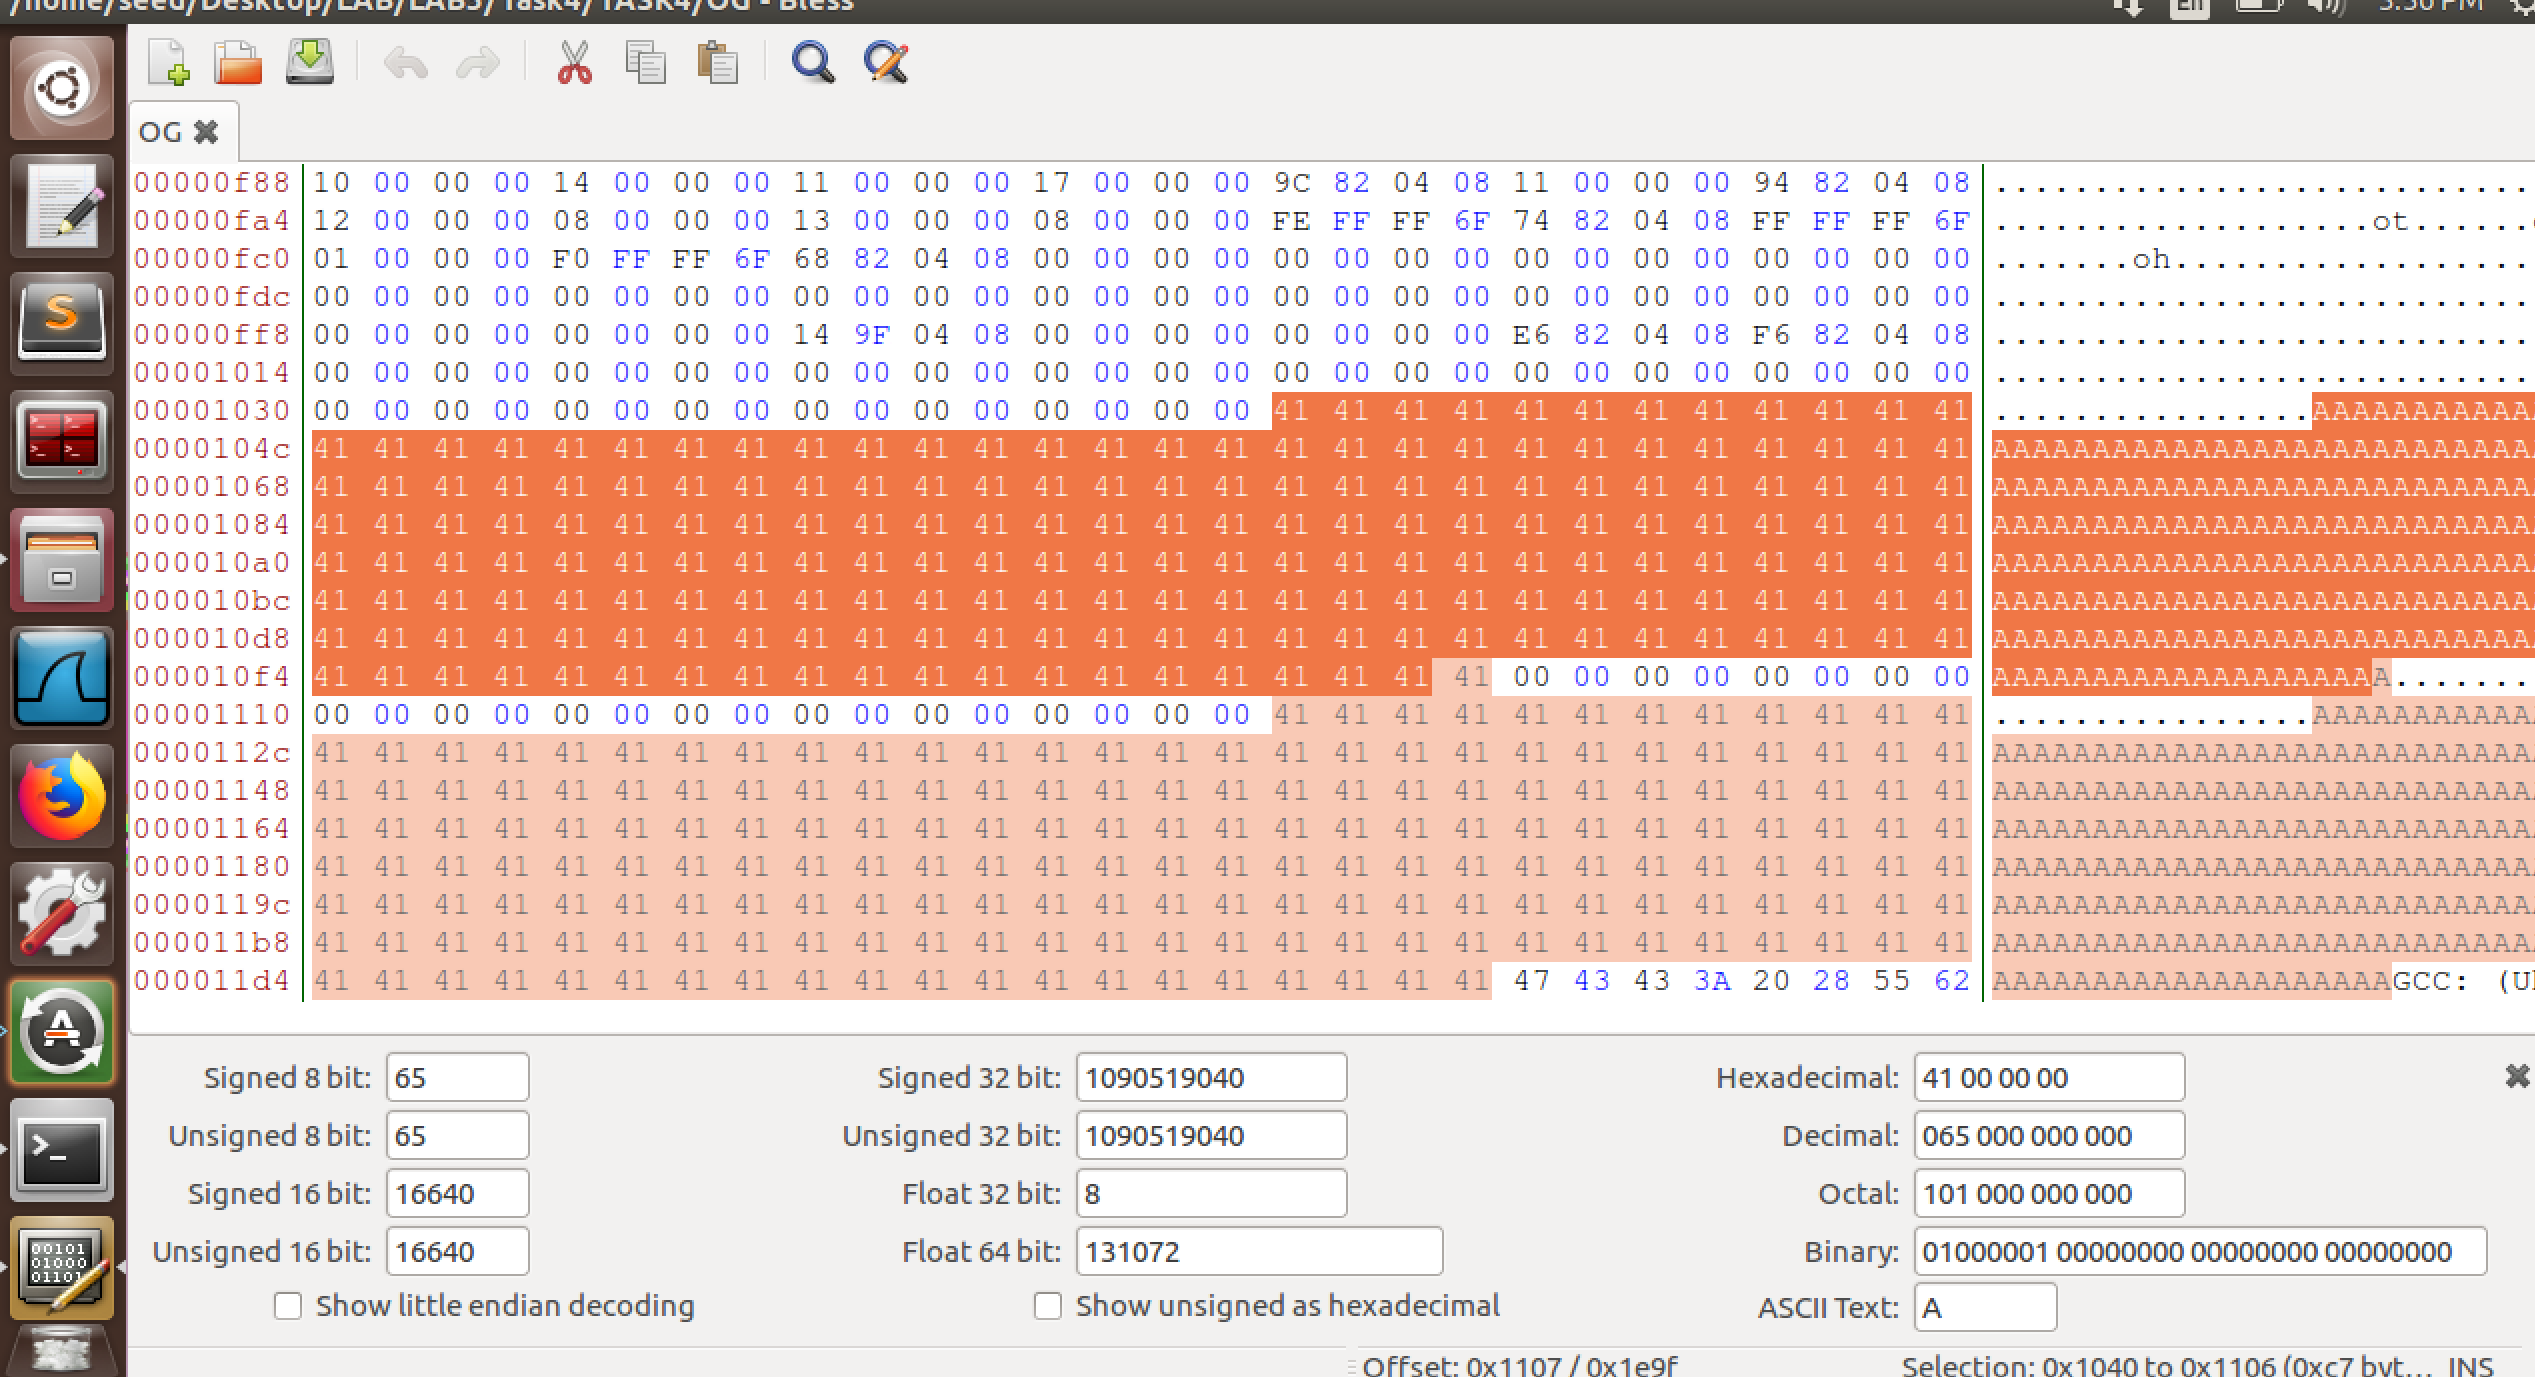 /home/seed/Desktop/LAB/LAB5/Task4/TASK4/OG - Bless
En 5:50 PM
OG
00000f88 10 00 00 00 14 00 00 00 11 00 00 00 17 00 00 00 9C 82 04 08 11 00 00 00 94 82 04 08 ...........................
00000fa4 12 00 00 00 08 00 00 00 13 00 00 00 08 00 00 00 FE FF FF 6F 74 82 04 08 FF FF FF 6F ...................ot......
00000fc0 01 00 00 00 F0 FF FF 6F 68 82 04 08 00 00 00 00 00 00 00 00 00 00 00 00 00 00 00 00 .......oh..................
00000fdc 00 00 00 00 00 00 00 00 00 00 00 00 00 00 00 00 00 00 00 00 00 00 00 00 00 00 00 00 ...........................
00000ff8 00 00 00 00 00 00 00 00 14 9F 04 08 00 00 00 00 00 00 00 00 E6 82 04 08 F6 82 04 08 ...........................
00001014 00 00 00 00 00 00 00 00 00 00 00 00 00 00 00 00 00 00 00 00 00 00 00 00 00 00 00 00 ...........................
00001030 00 00 00 00 00 00 00 00 00 00 00 00 00 00 00 00 41 41 41 41 41 41 41 41 41 41 41 41 ................AAAAAAAAAAA
0000104c 41 41 41 41 41 41 41 41 41 41 41 41 41 41 41 41 41 41 41 41 41 41 41 41 41 41 41 41 AAAAAAAAAAAAAAAAAAAAAAAAAAA
00001068 41 41 41 41 41 41 41 41 41 41 41 41 41 41 41 41 41 41 41 41 41 41 41 41 41 41 41 41 AAAAAAAAAAAAAAAAAAAAAAAAAAA
00001084 41 41 41 41 41 41 41 41 41 41 41 41 41 41 41 41 41 41 41 41 41 41 41 41 41 41 41 41 AAAAAAAAAAAAAAAAAAAAAAAAAAA
000010a0 41 41 41 41 41 41 41 41 41 41 41 41 41 41 41 41 41 41 41 41 41 41 41 41 41 41 41 41 AAAAAAAAAAAAAAAAAAAAAAAAAAA
000010bc 41 41 41 41 41 41 41 41 41 41 41 41 41 41 41 41 41 41 41 41 41 41 41 41 41 41 41 41 AAAAAAAAAAAAAAAAAAAAAAAAAAA
000010d8 41 41 41 41 41 41 41 41 41 41 41 41 41 41 41 41 41 41 41 41 41 41 41 41 41 41 41 41 AAAAAAAAAAAAAAAAAAAAAAAAAAA
000010f4 41 41 41 41 41 41 41 41 41 41 41 41 41 41 41 41 41 41 41 41 00 00 00 00 00 00 00 00 AAAAAAAAAAAAAAAAAAAA.......
00001110 00 00 00 00 00 00 00 00 00 00 00 00 00 00 00 00 41 41 41 41 41 41 41 41 41 41 41 41 ................AAAAAAAAAAA
0000112c 41 41 41 41 41 41 41 41 41 41 41 41 41 41 41 41 41 41 41 41 41 41 41 41 41 41 41 41 AAAAAAAAAAAAAAAAAAAAAAAAAAA
00001148 41 41 41 41 41 41 41 41 41 41 41 41 41 41 41 41 41 41 41 41 41 41 41 41 41 41 41 41 AAAAAAAAAAAAAAAAAAAAAAAAAAA
00001164 41 41 41 41 41 41 41 41 41 41 41 41 41 41 41 41 41 41 41 41 41 41 41 41 41 41 41 41 AAAAAAAAAAAAAAAAAAAAAAAAAAA
00001180 41 41 41 41 41 41 41 41 41 41 41 41 41 41 41 41 41 41 41 41 41 41 41 41 41 41 41 41 AAAAAAAAAAAAAAAAAAAAAAAAAAA
0000119c 41 41 41 41 41 41 41 41 41 41 41 41 41 41 41 41 41 41 41 41 41 41 41 41 41 41 41 41 AAAAAAAAAAAAAAAAAAAAAAAAAAA
000011b8 41 41 41 41 41 41 41 41 41 41 41 41 41 41 41 41 41 41 41 41 41 41 41 41 41 41 41 41 AAAAAAAAAAAAAAAAAAAAAAAAAAA
000011d4 41 41 41 41 41 41 41 41 41 41 41 41 41 41 41 41 41 41 41 41 47 43 43 3A 20 28 55 62 AAAAAAAAAAAAAAAAAAAAGCC: (U
Signed 8 bit: 65 Signed 32 bit: 1090519040 Hexadecimal: 41 00 00 00
Unsigned 8 bit: 65 Unsigned 32 bit: 1090519040 Decimal: 065 000 000 000
Signed 16 bit: 16640 Float 32 bit: 8 Octal: 101 000 000 000
Unsigned 16 bit: 16640 Float 64 bit: 131072 Binary: 01000001 00000000 00000000 00000000
Show little endian decoding Show unsigned as hexadecimal ASCII Text: A
Offset: 0x1107 / 0x1e9f Selection: 0x1040 to 0x1106 (0xc7 byt... INS